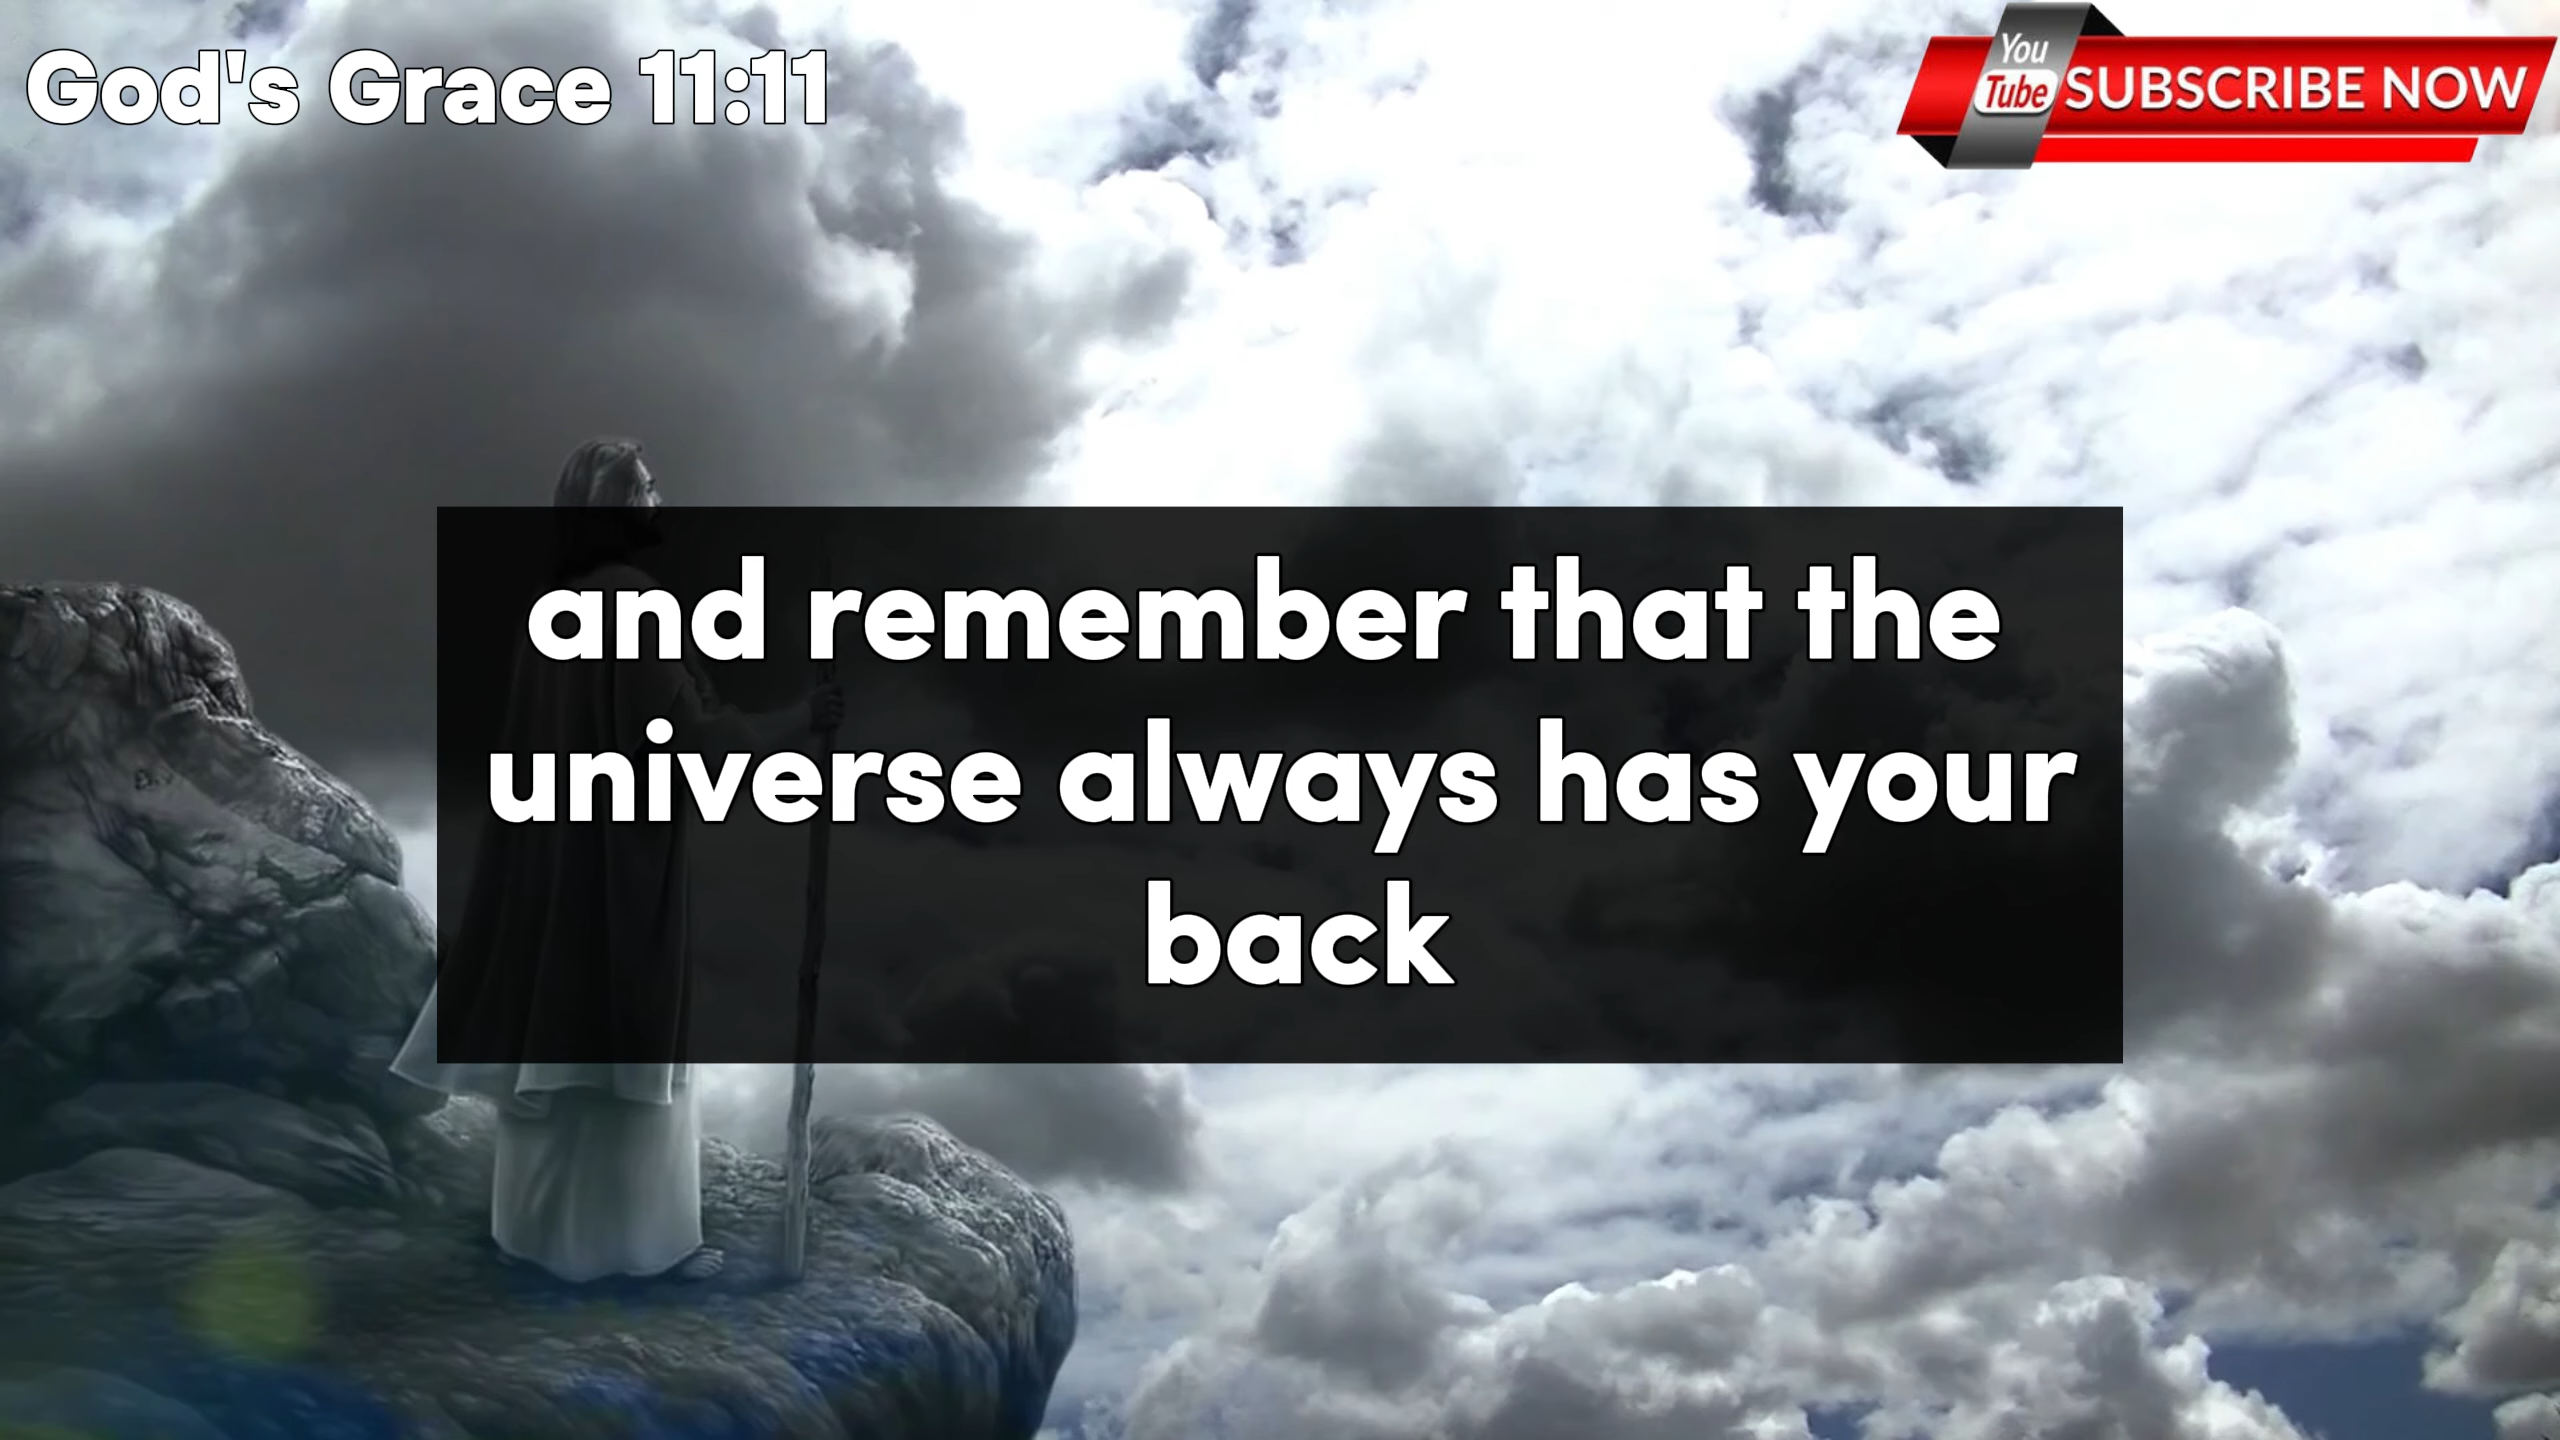 God's Grace 11:11
You
Tube
SUBSCRIBE NOW
and remember that the
universe always has your
back